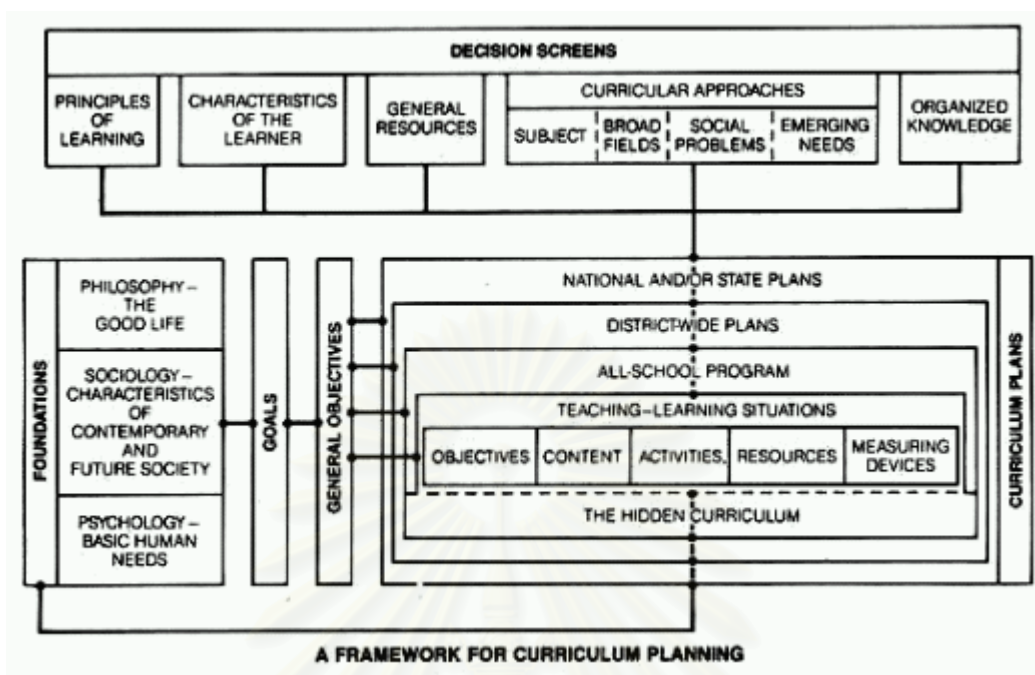 DECISION SCREENS
PRINCIPLES
OF
LEARNING
CHARACTERISTICS
OF THE
LEARNER
GENERAL
RESOURCES
CURRICULAR APPROACHES
SUBJECT
BROAD
FIELDS
SOCIAL
PROBLEMS
EMERGING
NEEDS
ORGANIZED
KNOWLEDGE
FOUNDATIONS
PHILOSOPHY–
THE
GOOD LIFE
SOCIOLOGY–
CHARACTERISTICS
OF
CONTEMPORARY
AND
FUTURE SOCIETY
PSYCHOLOGY–
BASIC HUMAN
NEEDS
GOALS
GENERAL OBJECTIVES
NATIONAL AND/OR STATE PLANS
DISTRICT-WIDE PLANS
ALL-SCHOOL PROGRAM
TEACHING–LEARNING SITUATIONS
OBJECTIVES
CONTENT
ACTIVITIES,
RESOURCES
MEASURING
DEVICES
THE HIDDEN CURRICULUM
CURRICULUM PLANS
A FRAMEWORK FOR CURRICULUM PLANNING